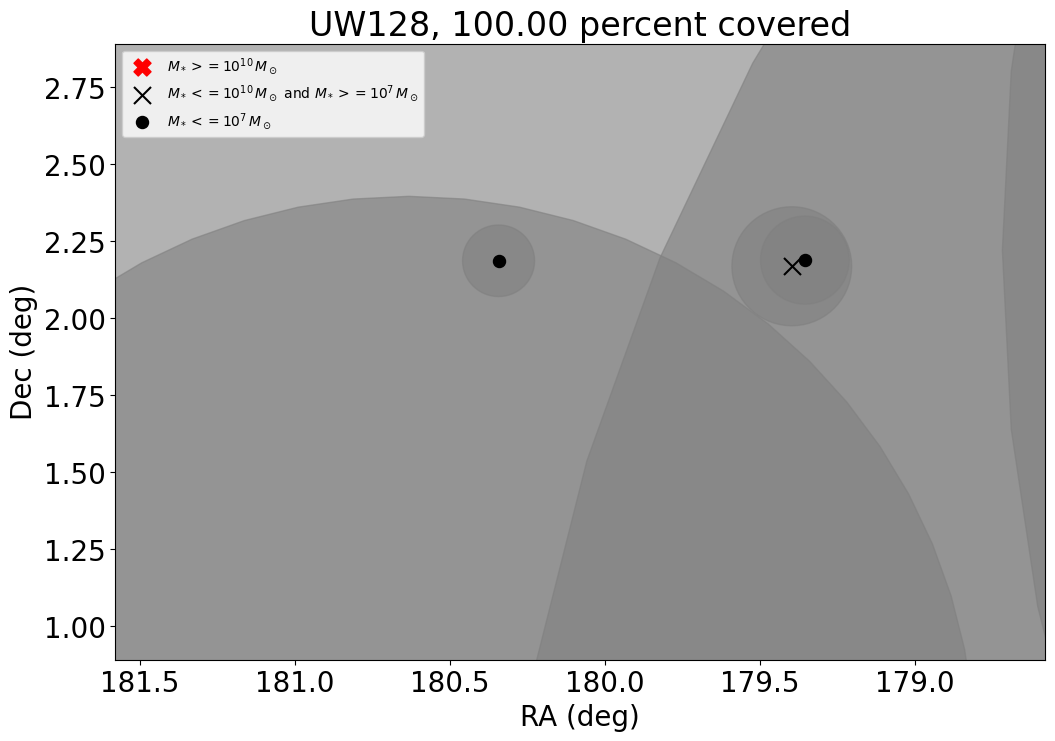 UW128, 100.00 percent covered
M* >= 10^10 M⊙
M* <= 10^10 M⊙ and M* >= 10^7 M⊙
M* <= 10^7 M⊙
Dec (deg)
2.75
2.50
2.25
2.00
1.75
1.50
1.25
1.00
181.5 181.0 180.5 180.0 179.5 179.0
RA (deg)